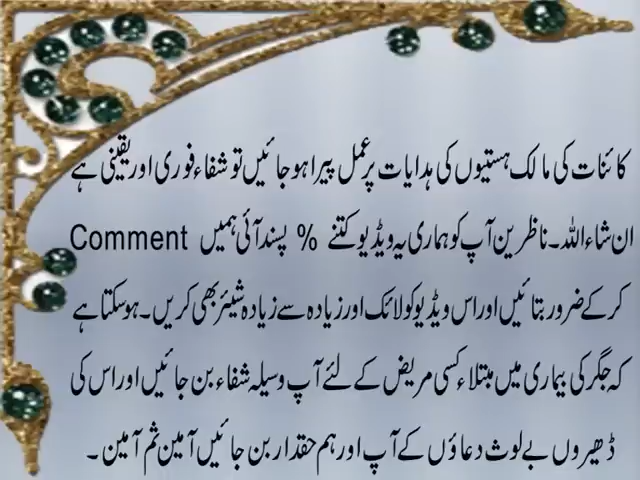 کائنات کی مالک ہستیوں کی ہدایات پر عمل پیرا ہو جائیں تو شفاء فوری اور یقینی ہے
ان شاء اللہ۔ ناظرین آپ کو ہماری یہ ویڈیو کتنے % پسند آئی ہمیں Comment
کر کے ضرور بتائیں اور اس ویڈیو کو لائک اور زیادہ سے زیادہ شیئر بھی کریں۔ ہو سکتا ہے
کہ جگر کی بیماری میں مبتلاء کسی مریض کے لئے آپ وسیلہ شفاء بن جائیں اور اس کی
ڈھیروں بے لوث دعاؤں کے آپ اور ہم حقدار بن جائیں آمین ثم آمین۔